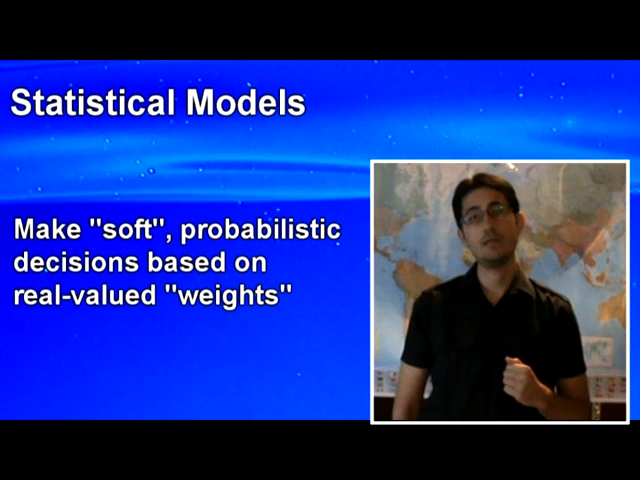 Statistical Models
Make "soft", probabilistic
decisions based on
real-valued "weights"